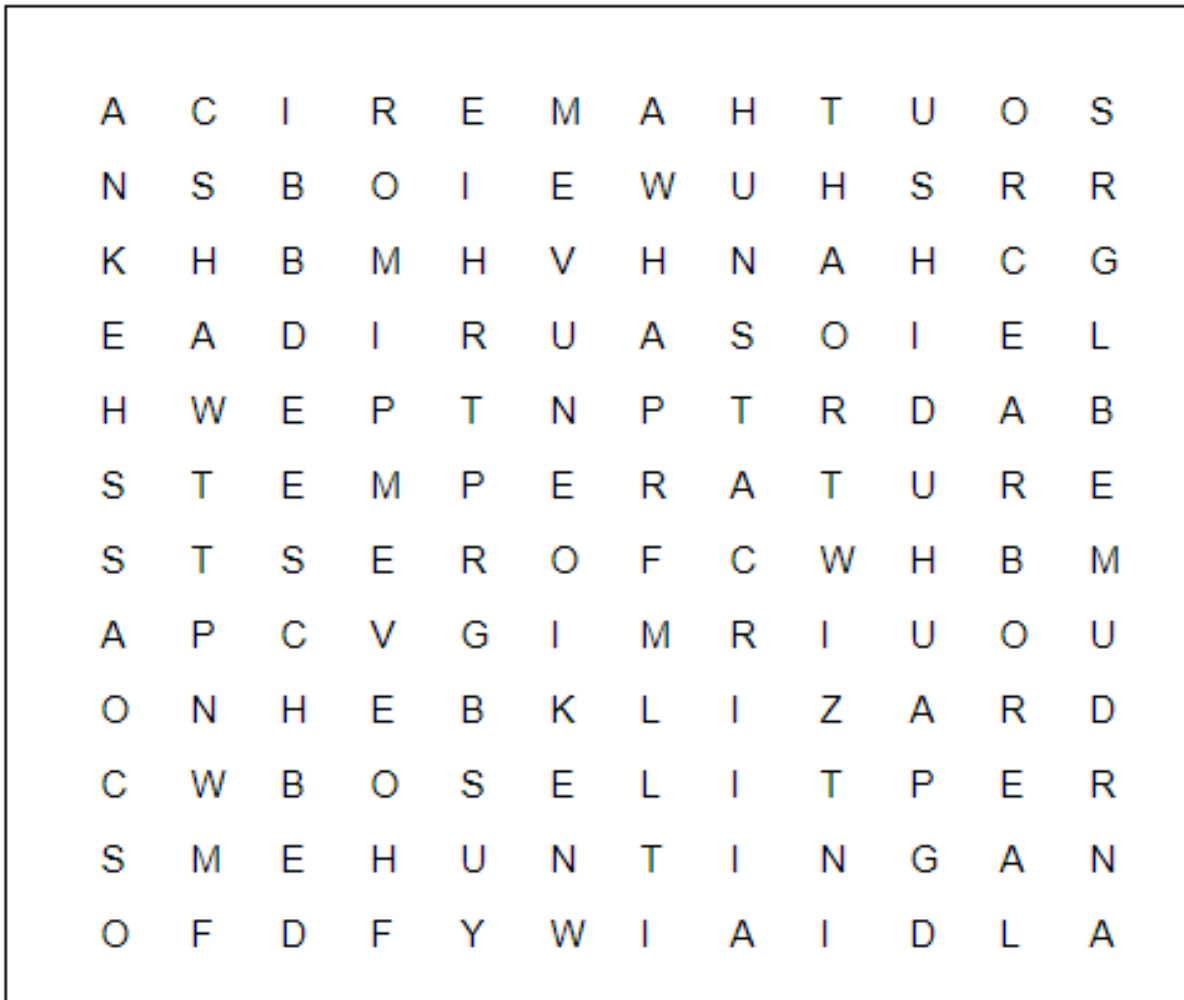 A C I R E M A H T U O S
N S B O I E W U H S R R
K H B M H V H N A H C G
E A D I R U A S O I E L
H W E P T N P T R D A B
S T E M P E R A T U R E
S T S E R O F C W H B M
A P C V G I M R I U O U
O N H E B K L I Z A R D
C W B O S E L I T P E R
S M E H U N T I N G A N
O F D F Y W I A I D L A